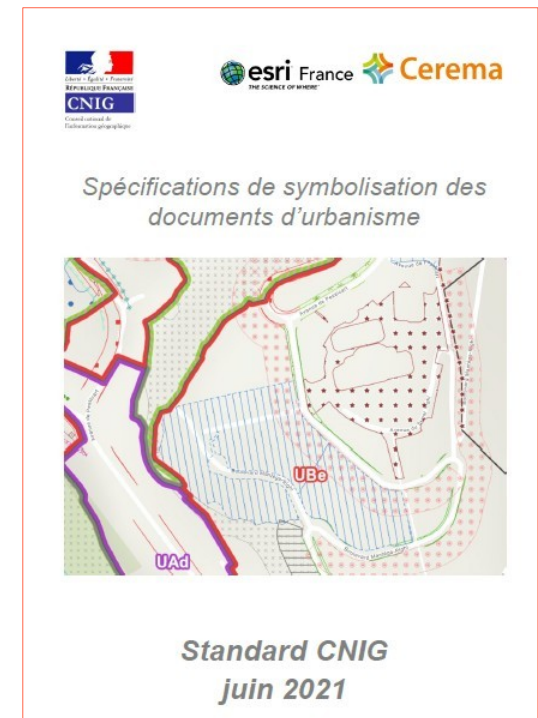 Liberté • Égalité • Fraternité
RÉPUBLIQUE FRANÇAISE
CNIG
Conseil national de
l'information géographique
esri France
THE SCIENCE OF WHERE
Cerema
Spécifications de symbolisation des
documents d'urbanisme
UBe
UAd
Standard CNIG
juin 2021